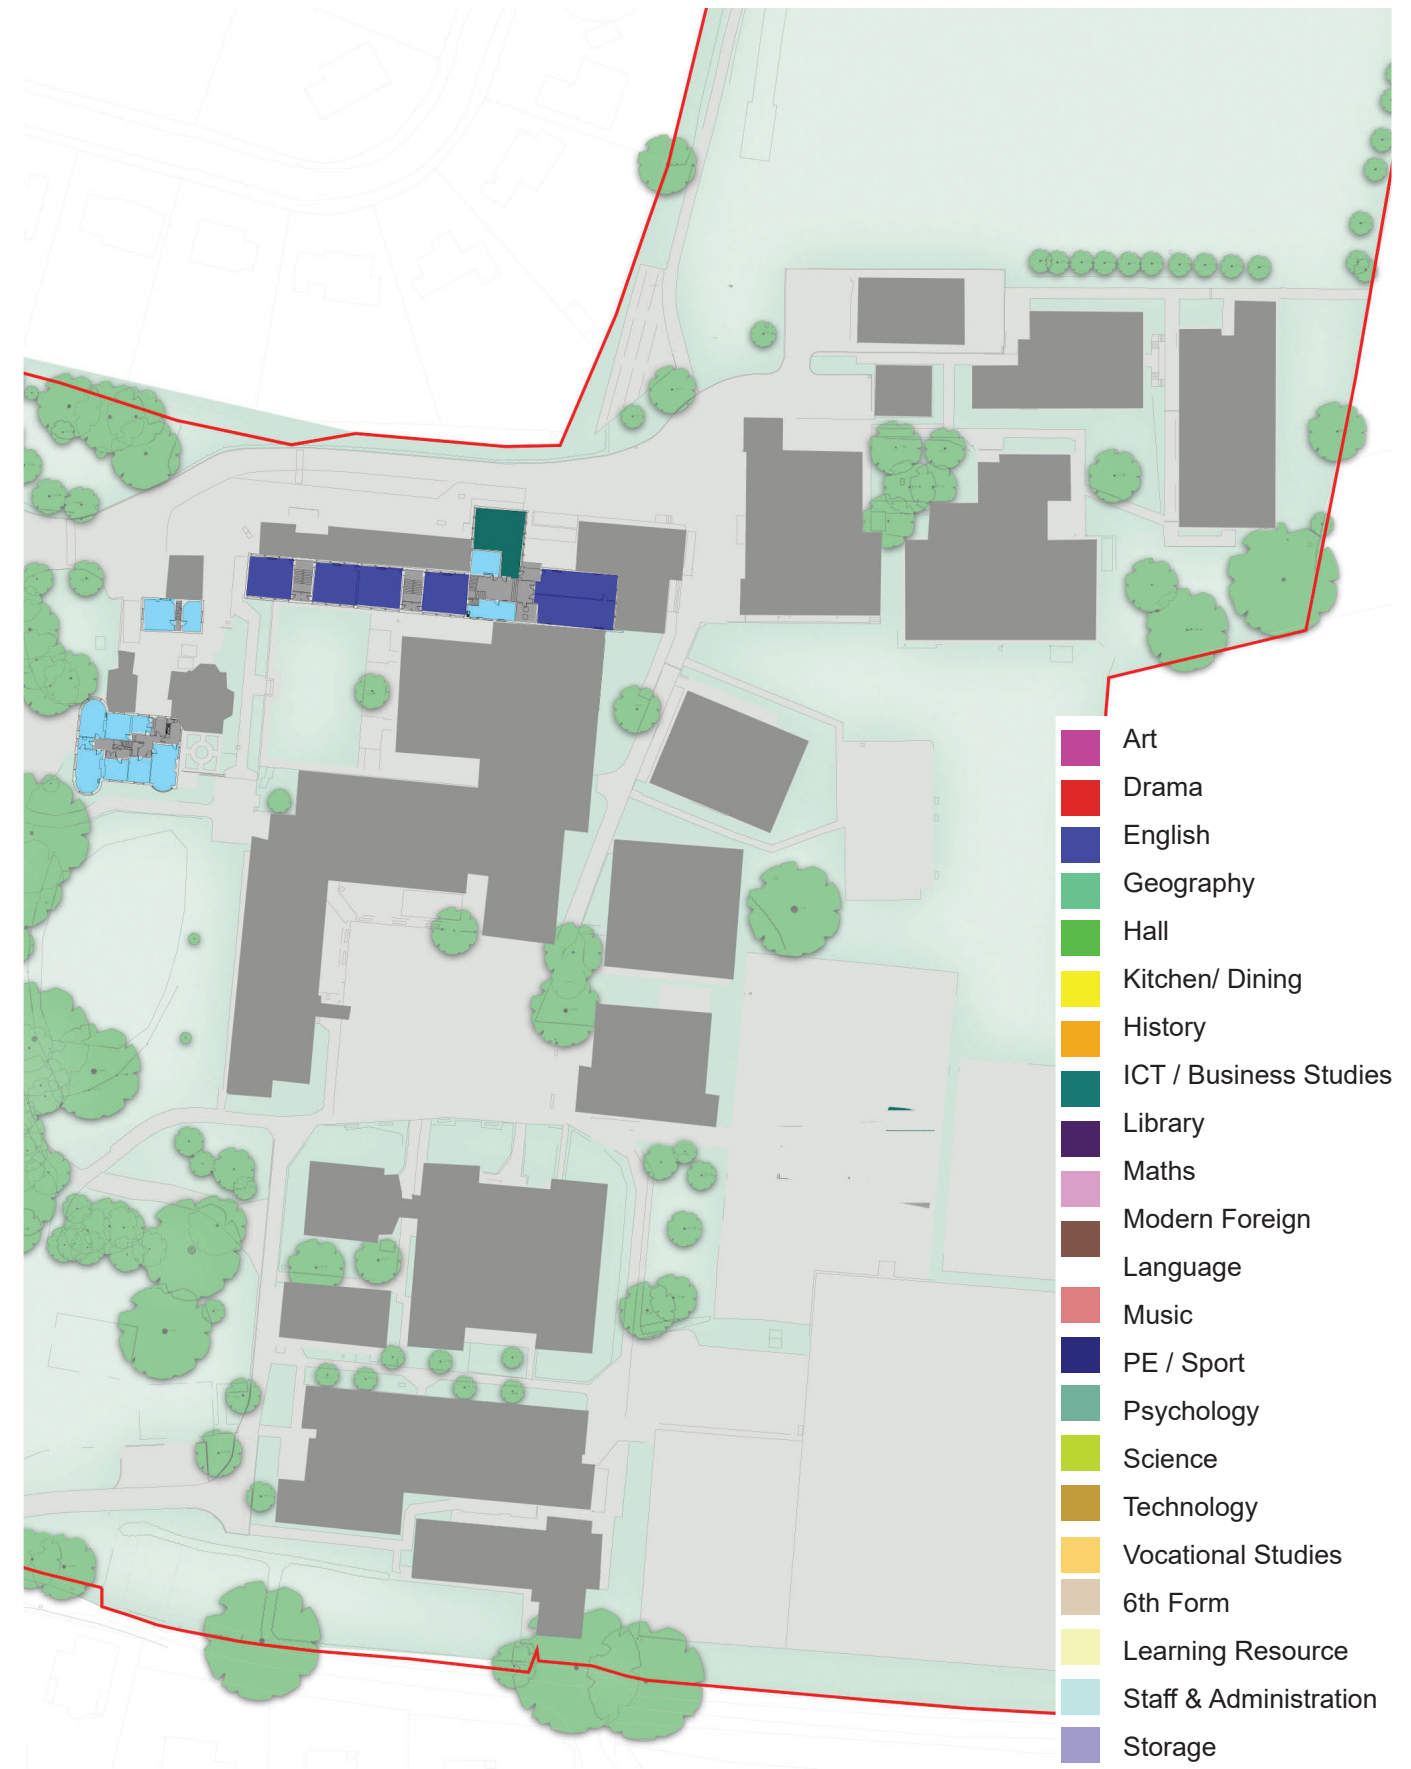 Art
Drama
English
Geography
Hall
Kitchen/ Dining
History
ICT / Business Studies
Library
Maths
Modern Foreign
Language
Music
PE / Sport
Psychology
Science
Technology
Vocational Studies
6th Form
Learning Resource
Staff & Administration
Storage